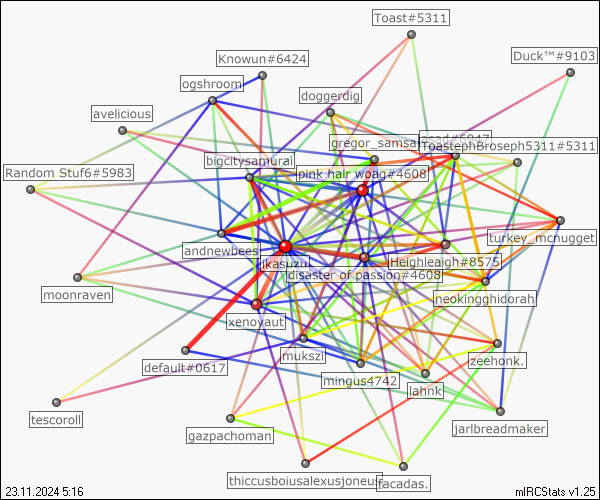 Toast#5311
Knowun#6424
Duck™#9103
ogshroom
doggerdig
avelicious
gregor_samsa
asad#6947
ToastephBroseph5311#5311
bigcitysamurai
Random Stuf6#5983
pink hair woag#4608
turkey_mcnugget
andnewbees
ikasuzu
Heighleaigh#8575
disaster of passion#4608
moonraven
neokingghidorah
xenoyaut
mukszi
zeehonk.
default#0617
mingus4742
lahnk
tescoroll
jarlbreadmaker
gazpachoman
thiccusboiusalexusjoneus
facadas.
23.11.2024 5:16
mIRCStats v1.25